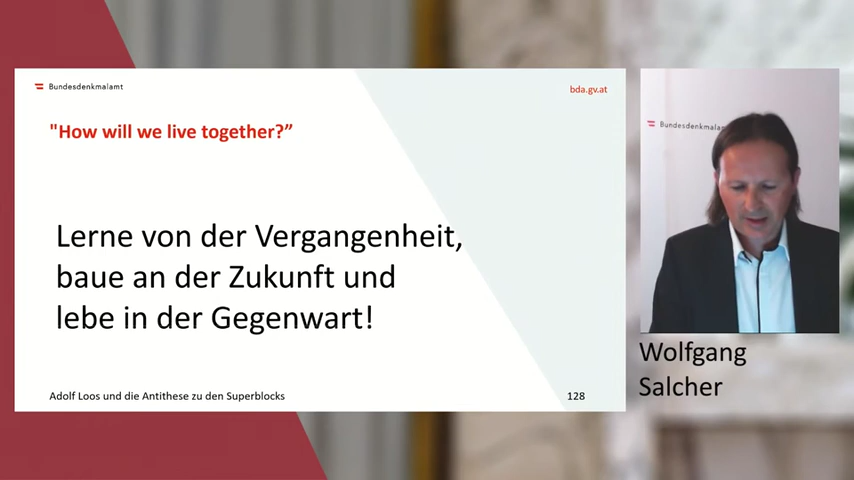 Bundesdenkmalamt
bda.gv.at
"How will we live together?”
Lerne von der Vergangenheit,
baue an der Zukunft und
lebe in der Gegenwart!
Adolf Loos und die Antithese zu den Superblocks
128
Bundesdenkmalam
Wolfgang
Salcher